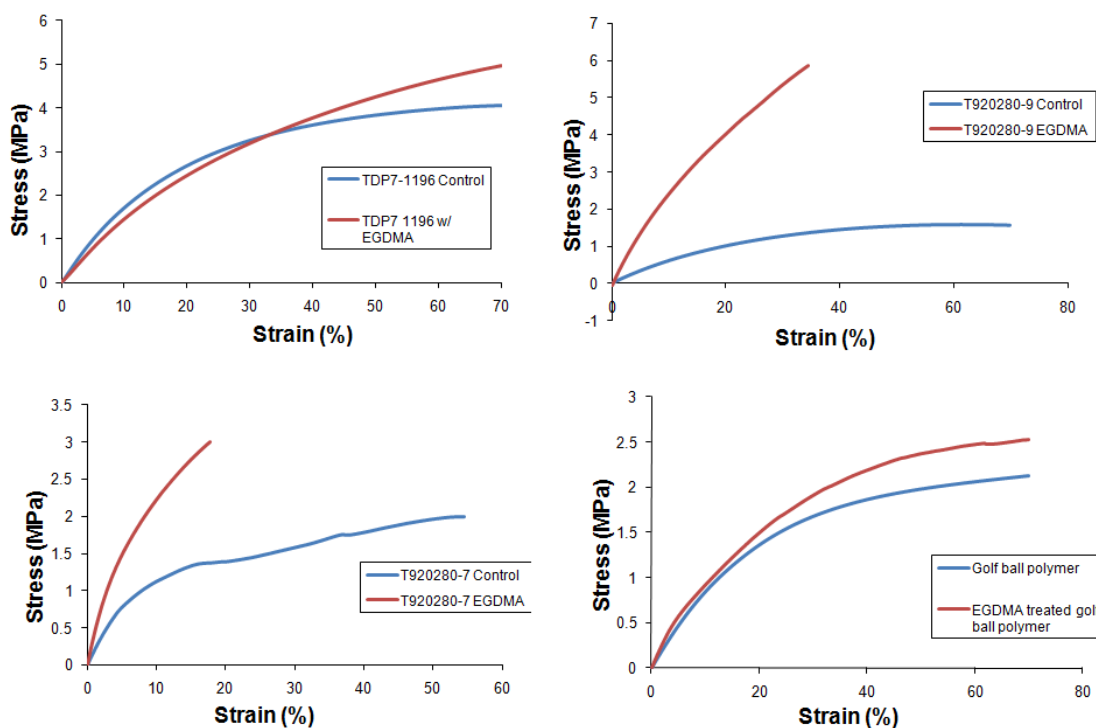 6
5
4
3
2
1
0
0 10 20 30 40 50 60 70
Stress (MPa)
Strain (%)
TDP7-1196 Control
TDP7 1196 w/
EGDMA
7
6
5
4
3
2
1
0
-1
0 20 40 60 80
Stress (MPa)
Strain (%)
T920280-9 Control
T920280-9 EGDMA
3.5
3
2.5
2
1.5
1
0.5
0
0 10 20 30 40 50 60
Stress (MPa)
Strain (%)
T920280-7 Control
T920280-7 EGDMA
3
2.5
2
1.5
1
0.5
0
0 20 40 60 80
Stress (MPa)
Strain (%)
Golf ball polymer
EGDMA treated golf
ball polymer